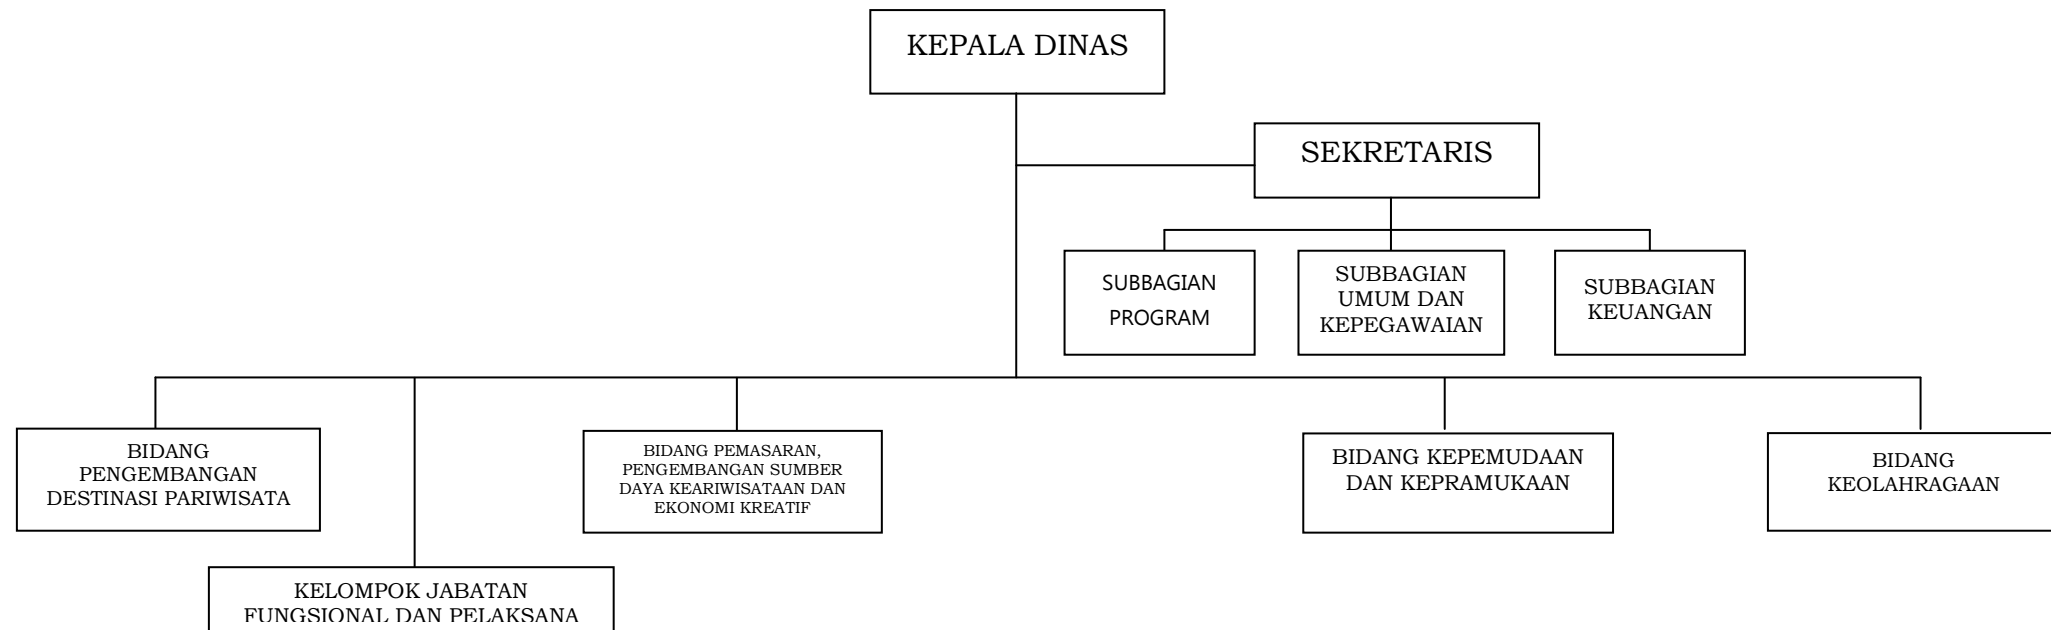 KEPALA DINAS
SEKRETARIS
SUBBAGIAN
PROGRAM
SUBBAGIAN
UMUM DAN
KEPEGAWAIAN
SUBBAGIAN
KEUANGAN
BIDANG
PENGEMBANGAN
DESTINASI PARIWISATA
BIDANG PEMASARAN,
PENGEMBANGAN SUMBER
DAYA KEARIWISATAAN DAN
EKONOMI KREATIF
BIDANG KEPEMUDAAN
DAN KEPRAMUKAAN
BIDANG
KEOLAHRAGAAN
KELOMPOK JABATAN
FUNGSIONAL DAN PELAKSANA